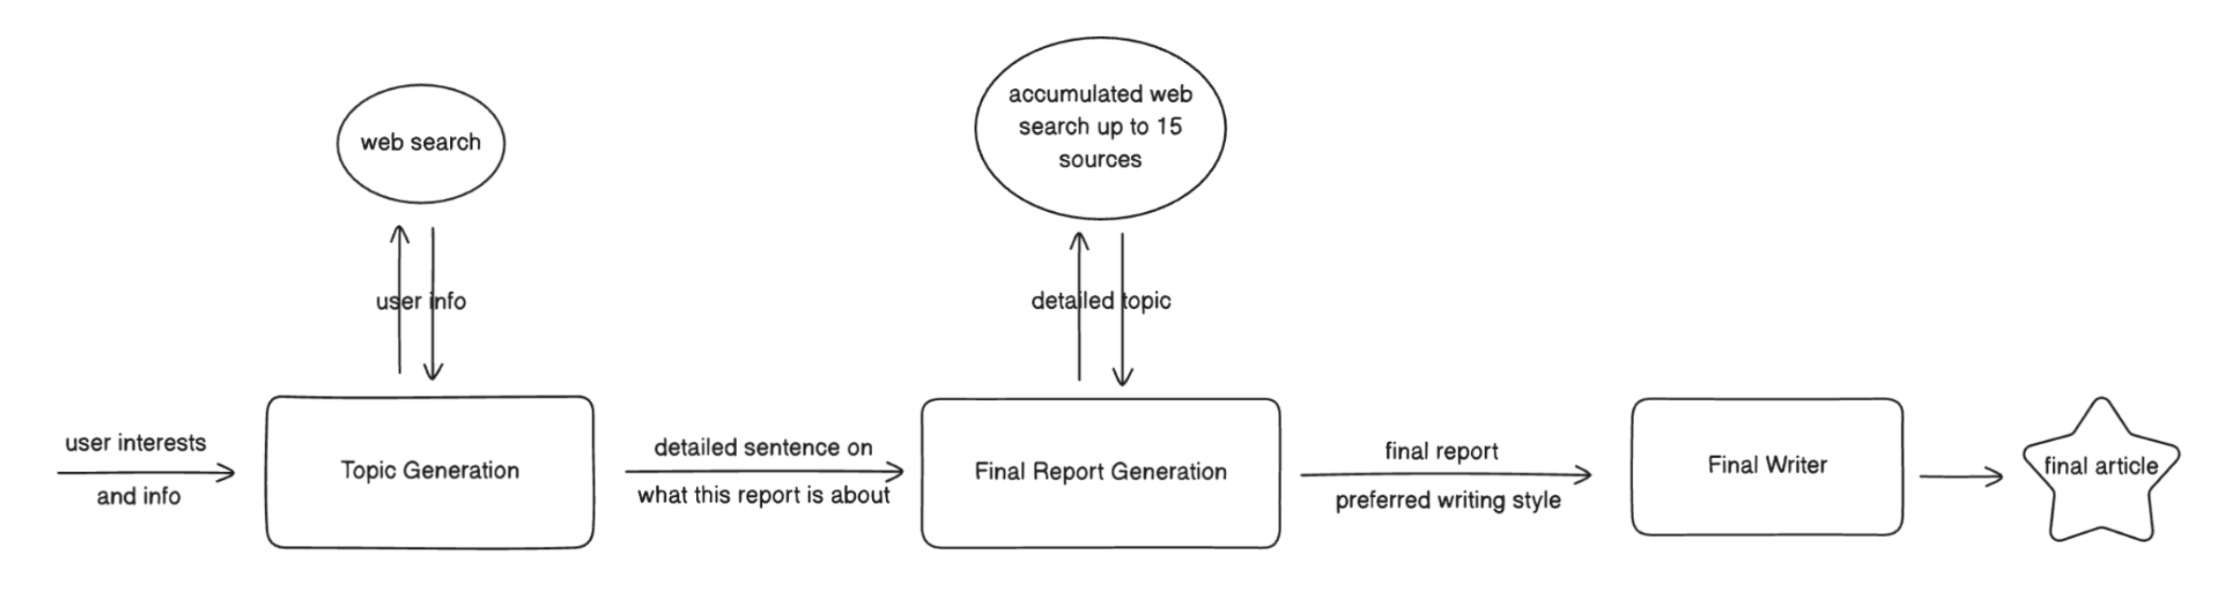 web search
accumulated web
search up to 15
sources
user info
detailed topic
user interests
and info
Topic Generation
detailed sentence on
what this report is about
Final Report Generation
final report
preferred writing style
Final Writer
final article